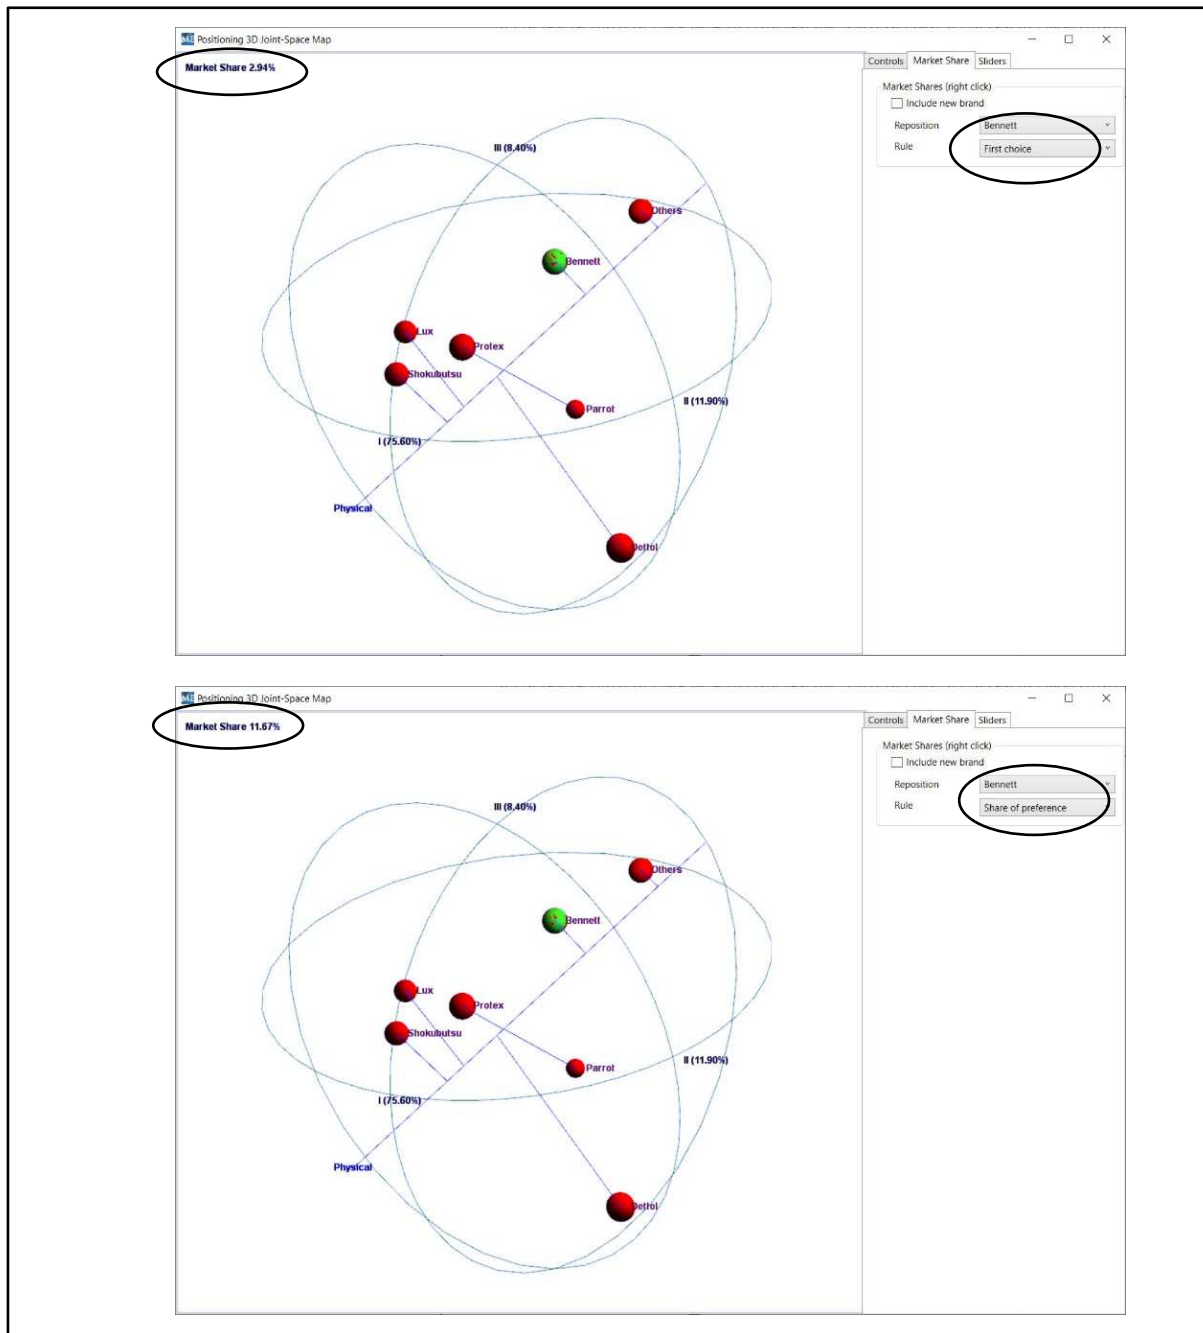 Positioning 3D Joint-Space Map
Market Share 2.94%
Controls Market Share Sliders
Market Shares (right click)
Include new brand
Reposition Bennett
Rule First choice
III (8.40%)
Others
Bennett
Lux
Protex
Shokubutsu
II (11.90%)
Parrot
I (75.60%)
Physical
Dettol
Positioning 3D Joint-Space Map
Market Share 11.67%
Controls Market Share Sliders
Market Shares (right click)
Include new brand
Reposition Bennett
Rule Share of preference
III (8.40%)
Others
Bennett
Lux
Protex
Shokubutsu
II (11.90%)
Parrot
I (75.60%)
Physical
Dettol